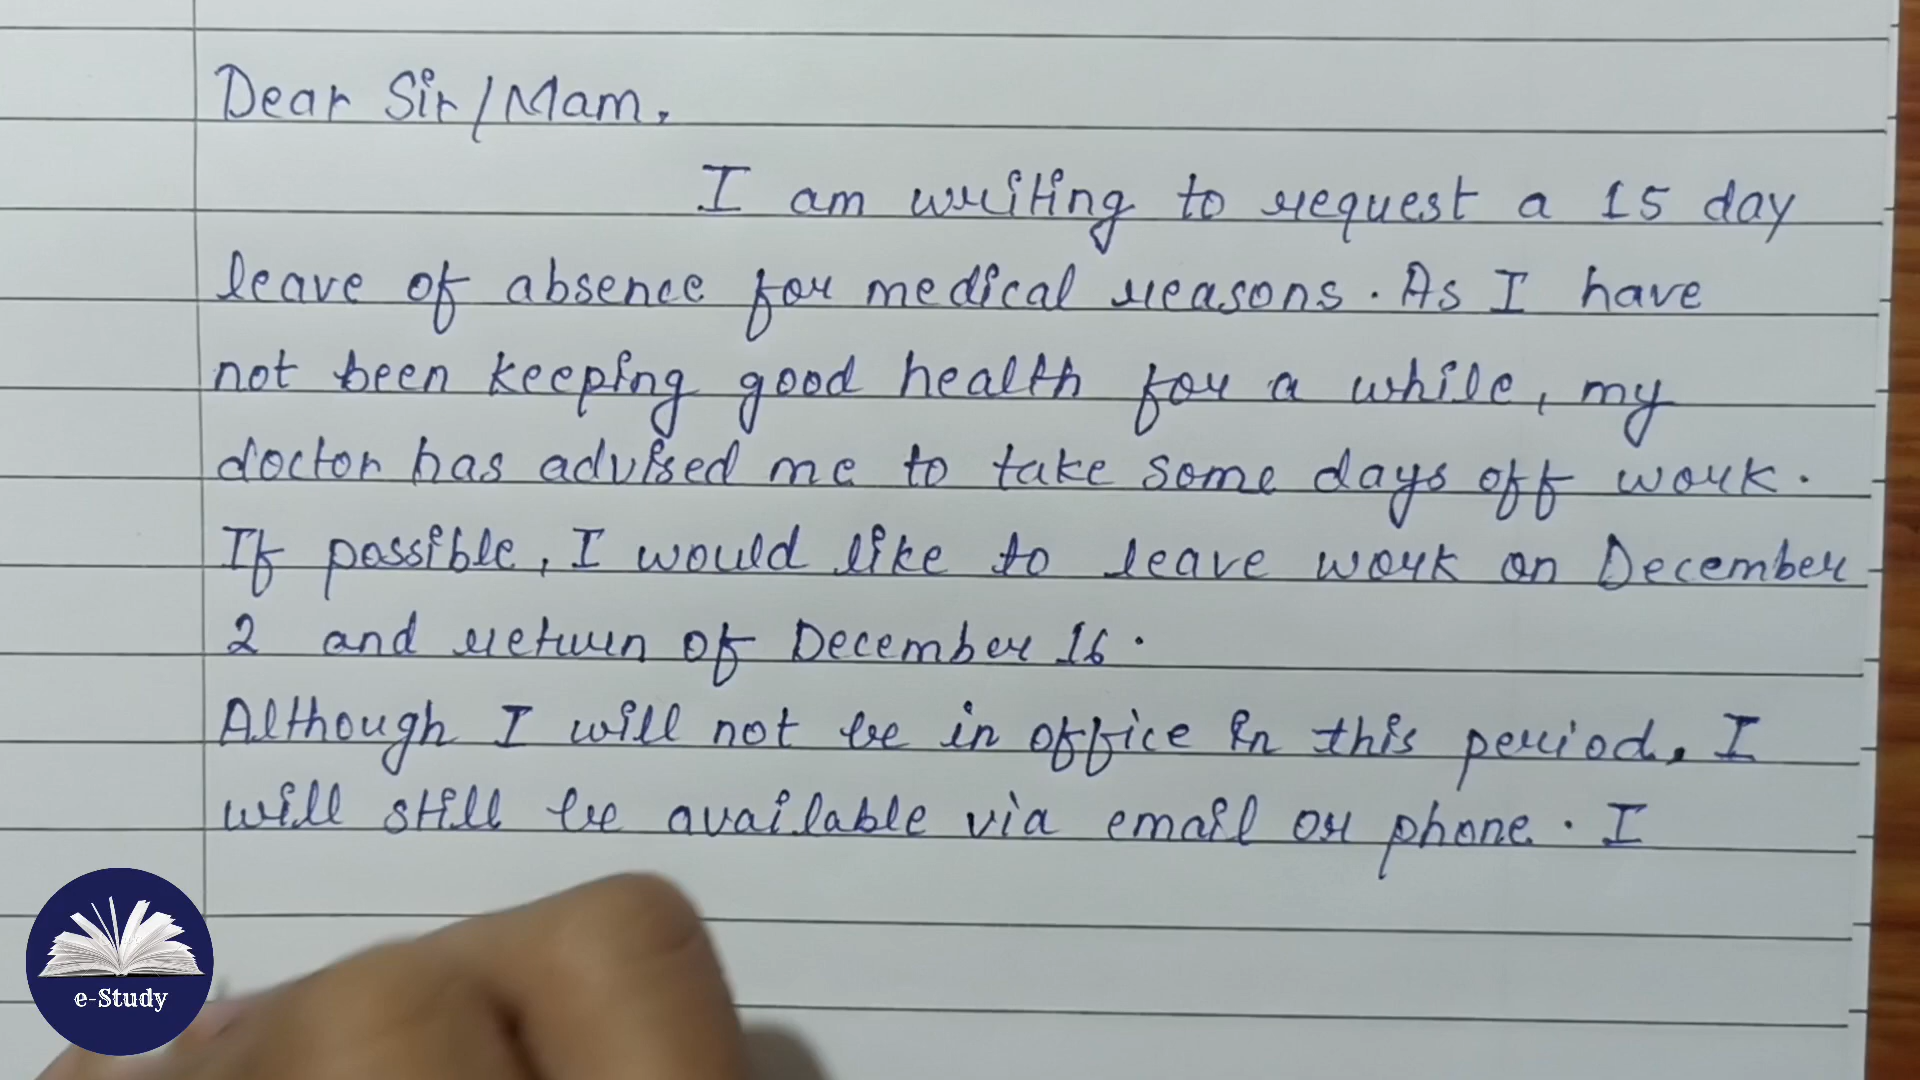 Dear Sir/Mam,
I am writing to request a 15 day
leave of absence for medical reasons. As I have
not been keeping good health for a while, my
doctor has advised me to take some days off work.
If possible, I would like to leave work on December
2 and return of December 16.
Although I will not be in office in this period, I
will still be available via email or phone. I
e-Study